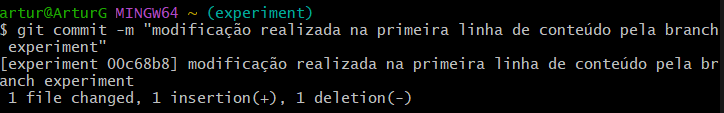 artur@ArturG MINGW64 ~ (experiment)
$ git commit -m "modificação realizada na primeira linha de conteúdo pela branch
 experiment"
[experiment 00c68b8] modificação realizada na primeira linha de conteúdo pela br
anch experiment
 1 file changed, 1 insertion(+), 1 deletion(-)